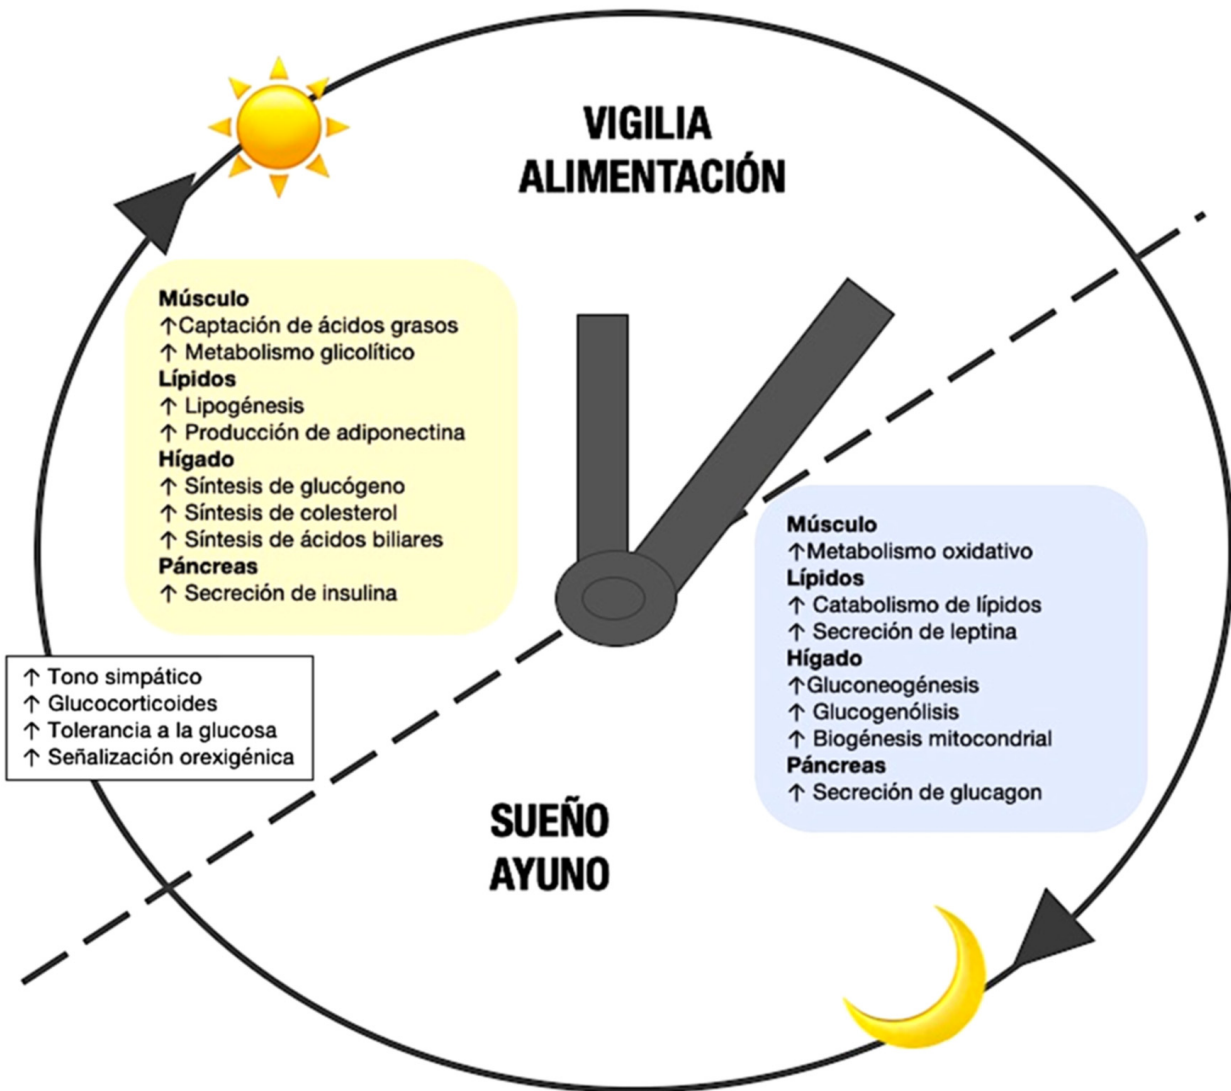 VIGILIA
ALIMENTACIÓN
Músculo
↑Captación de ácidos grasos
↑ Metabolismo glicolítico
Lípidos
↑ Lipogénesis
↑ Producción de adiponectina
Hígado
↑ Síntesis de glucógeno
↑ Síntesis de colesterol
↑ Síntesis de ácidos biliares
Páncreas
↑ Secreción de insulina
↑ Tono simpático
↑ Glucocorticoides
↑ Tolerancia a la glucosa
↑ Señalización orexigénica
Músculo
↑Metabolismo oxidativo
Lípidos
↑ Catabolismo de lípidos
↑ Secreción de leptina
Hígado
↑Gluconeogénesis
↑ Glucogenólisis
↑ Biogénesis mitocondrial
Páncreas
↑ Secreción de glucagon
SUEÑO
AYUNO